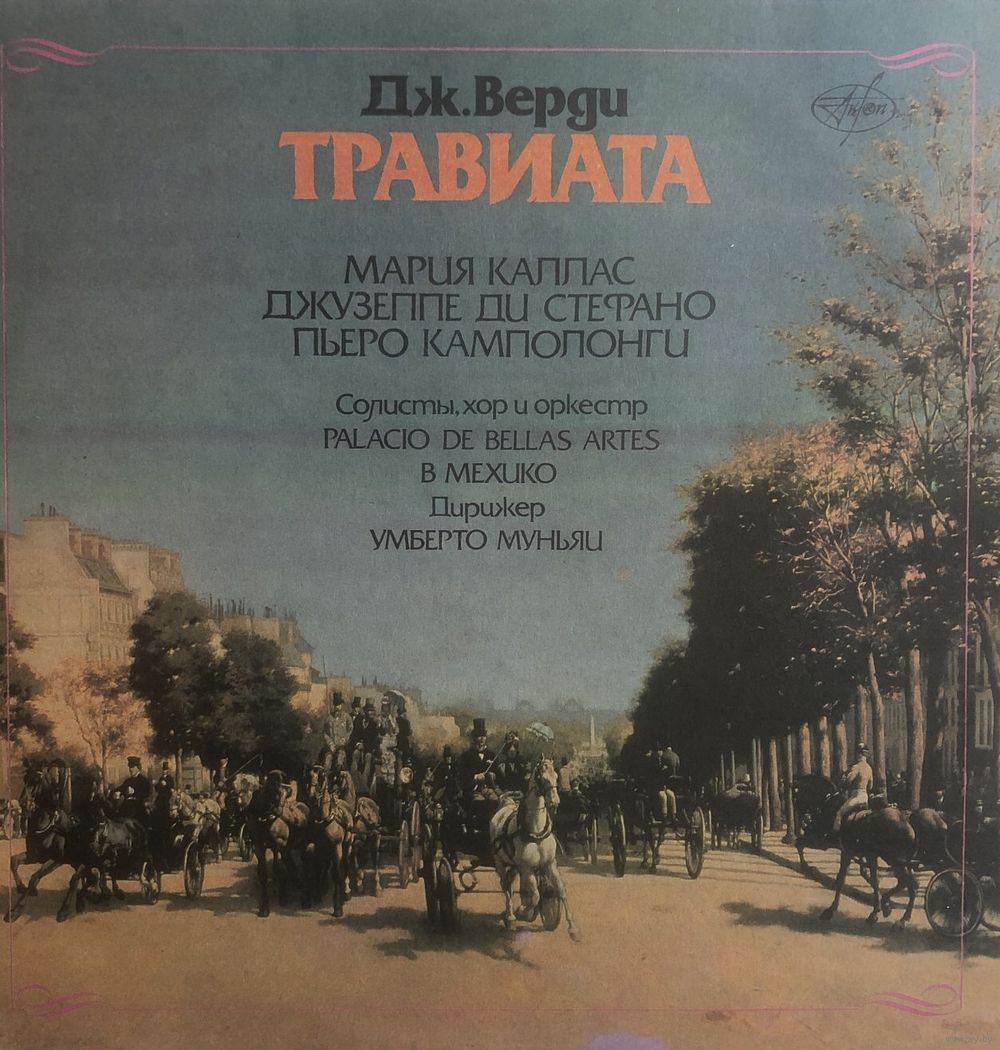 Дж. Верди
ТРАВИАТА
Anson
МАРИЯ КАЛЛАС
ДЖУЗЕППЕ ДИ СТЕФАНО
ПЬЕРО КАМПОЛОНГИ
Солисты, хор и оркестр
PALACIO DE BELLAS ARTES
В МЕХИКО
Дирижер
УМБЕРТО МУНЬЯИ